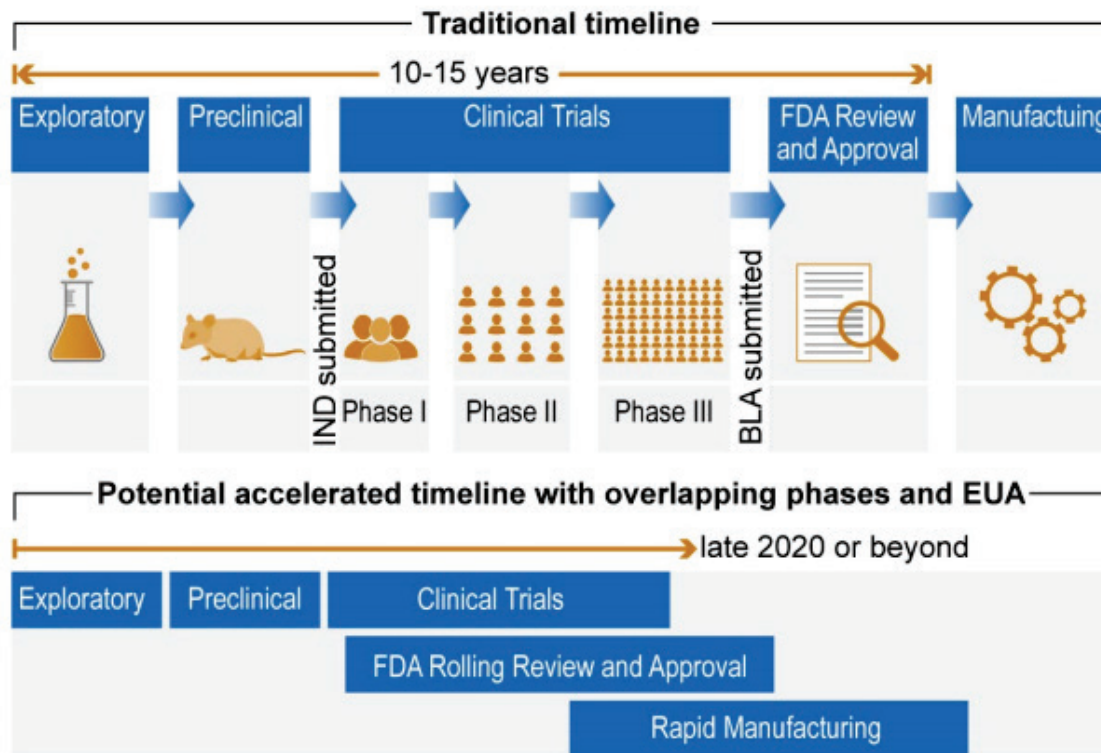 Traditional timeline
10-15 years
Exploratory
Preclinical
Clinical Trials
FDA Review
and Approval
Manufactuing
IND submitted
BLA submitted
Phase I
Phase II
Phase III
Potential accelerated timeline with overlapping phases and EUA
late 2020 or beyond
Exploratory
Preclinical
Clinical Trials
FDA Rolling Review and Approval
Rapid Manufacturing